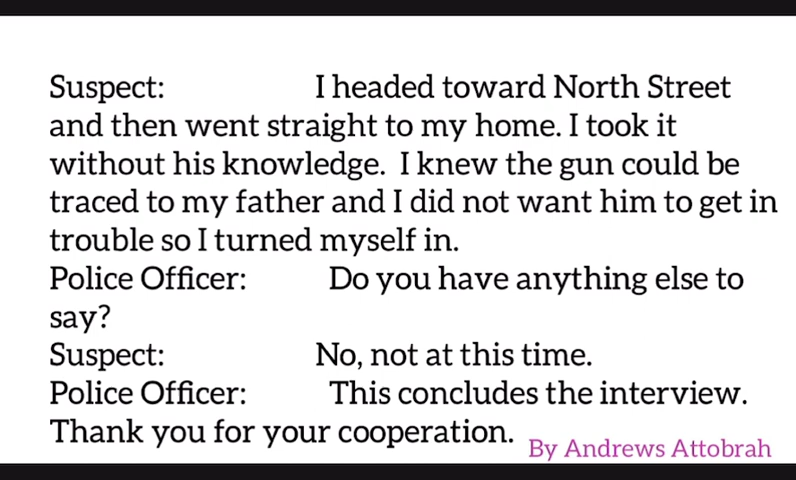 Suspect: I headed toward North Street
and then went straight to my home. I took it
without his knowledge. I knew the gun could be
traced to my father and I did not want him to get in
trouble so I turned myself in.
Police Officer: Do you have anything else to
say?
Suspect: No, not at this time.
Police Officer: This concludes the interview.
Thank you for your cooperation.
By Andrews Attobrah